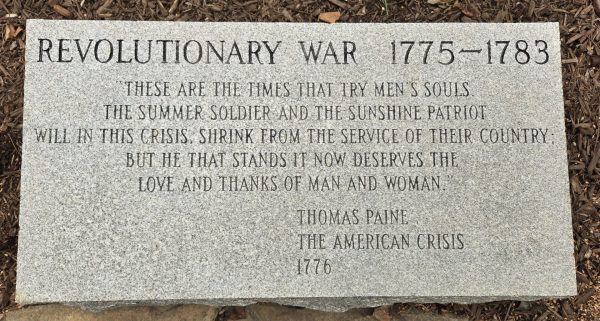 REVOLUTIONARY WAR 1775–1783
"THESE ARE THE TIMES THAT TRY MEN'S SOULS.
THE SUMMER SOLDIER AND THE SUNSHINE PATRIOT
WILL IN THIS CRISIS, SHRINK FROM THE SERVICE OF THEIR COUNTRY;
BUT HE THAT STANDS IT NOW DESERVES THE
LOVE AND THANKS OF MAN AND WOMAN."
THOMAS PAINE
THE AMERICAN CRISIS
1776